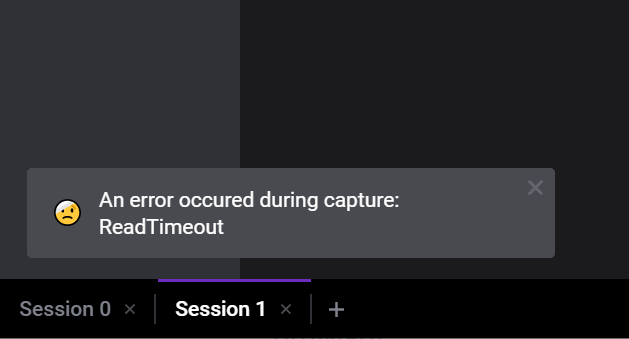 An error occured during capture:
ReadTimeout
Session 0 × Session 1 × +